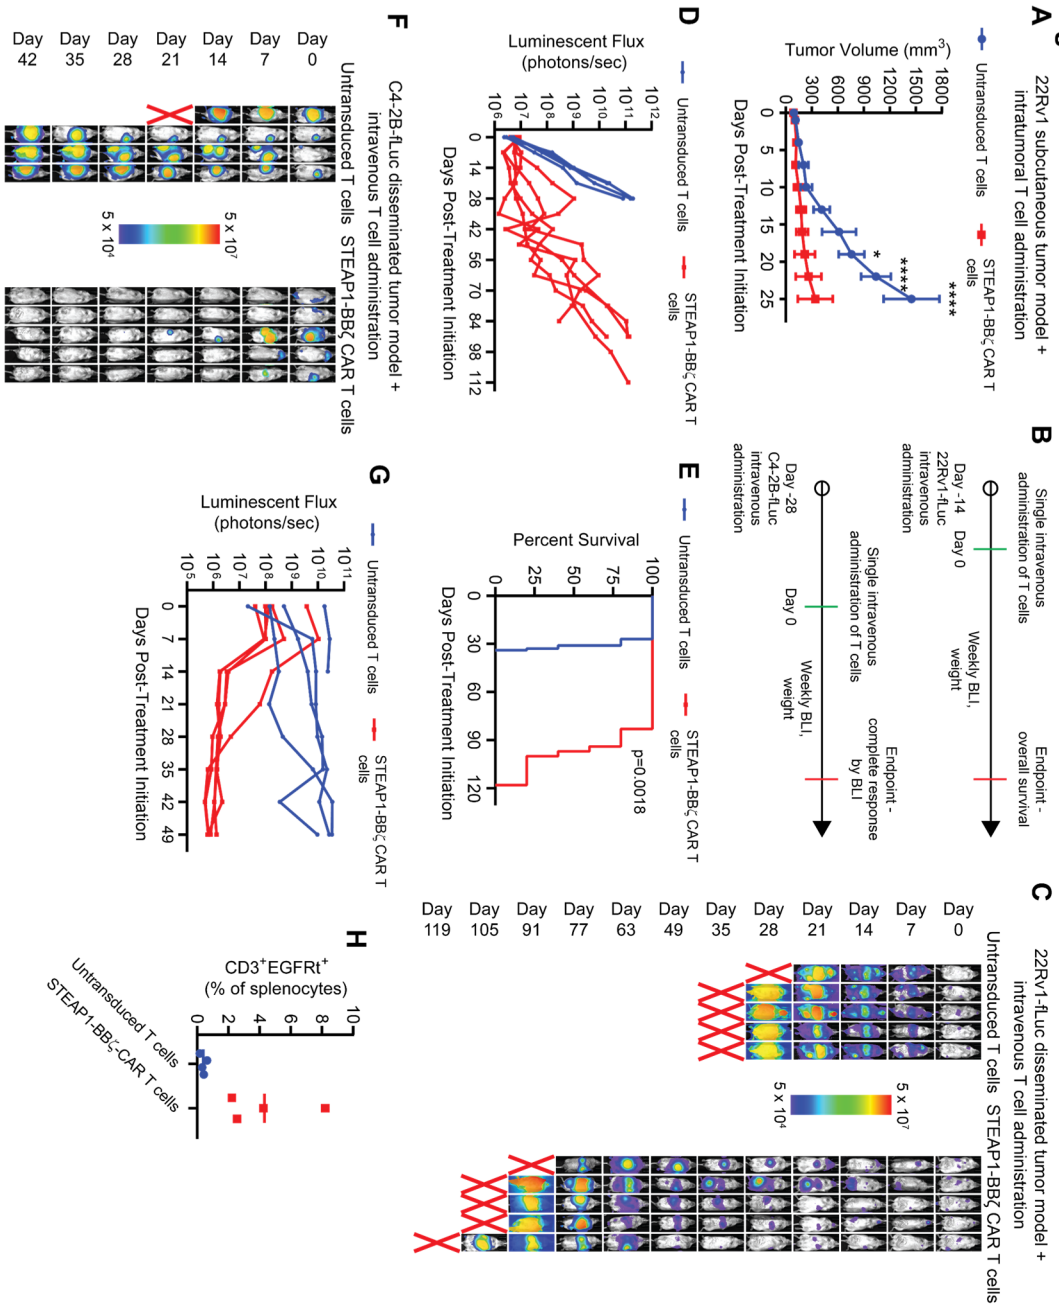 A
22Rv1 subcutaneous tumor model +
intratumoral T cell administration
Untransduced T cells
STEAP1-BBζ CAR T
cells
Tumor Volume (mm³)
0
300
600
900
1200
1500
1800
0
5
10
15
20
25
*
****
****
Days Post-Treatment Initiation
B
Single intravenous
administration of T cells
Endpoint -
overall survival
Day -14
22Rv1-fLuc
intravenous
administration
Day 0
Weekly BLI,
weight
Single intravenous
administration of T cells
Endpoint -
complete response
by BLI
Day -28
C4-2B-fLuc
intravenous
administration
Day 0
Weekly BLI,
weight
C
22Rv1-fLuc disseminated tumor model +
intravenous T cell administration
Untransduced T cells
STEAP1-BBζ CAR T cells
Day
0
Day
7
Day
14
Day
21
Day
28
Day
35
Day
49
Day
63
Day
77
Day
91
Day
105
Day
119
5 x 10⁷
5 x 10⁴
D
Untransduced T cells
STEAP1-BBζ CAR T
cells
Luminescent Flux
(photons/sec)
10⁶
10⁷
10⁸
10⁹
10¹⁰
10¹¹
10¹²
0
14
28
42
56
70
84
98
112
Days Post-Treatment Initiation
E
Untransduced T cells
STEAP1-BBζ CAR T
cells
Percent Survival
0
25
50
75
100
p=0.0018
0
30
60
90
120
Days Post-Treatment Initiation
F
C4-2B-fLuc disseminated tumor model +
intravenous T cell administration
Untransduced T cells
STEAP1-BBζ CAR T cells
Day
0
Day
7
Day
14
Day
21
Day
28
Day
35
Day
42
5 x 10⁷
5 x 10⁴
G
Untransduced T cells
STEAP1-BBζ CAR T
cells
Luminescent Flux
(photons/sec)
10⁵
10⁶
10⁷
10⁸
10⁹
10¹⁰
10¹¹
0
7
14
21
28
35
42
49
Days Post-Treatment Initiation
H
CD3⁺EGFRt⁺
(% of splenocytes)
0
2
4
6
8
10
Untransduced T cells
STEAP1-BBζ-CAR T cells